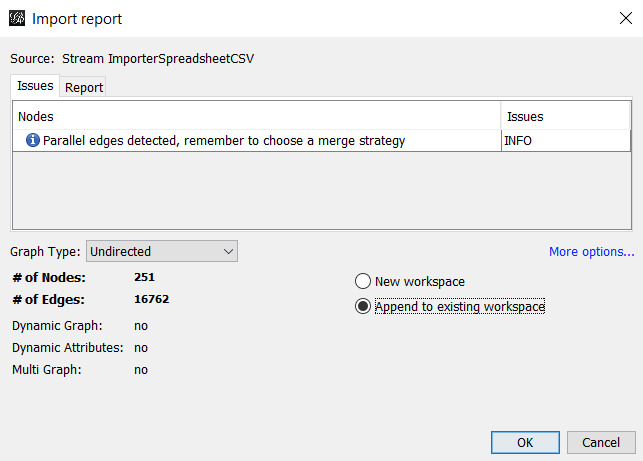 Import report
Source: Stream ImporterSpreadsheetCSV
Issues Report
Nodes Issues
Parallel edges detected, remember to choose a merge strategy INFO
Graph Type: Undirected More options...
# of Nodes: 251 New workspace
# of Edges: 16762 Append to existing workspace
Dynamic Graph: no
Dynamic Attributes: no
Multi Graph: no
OK Cancel